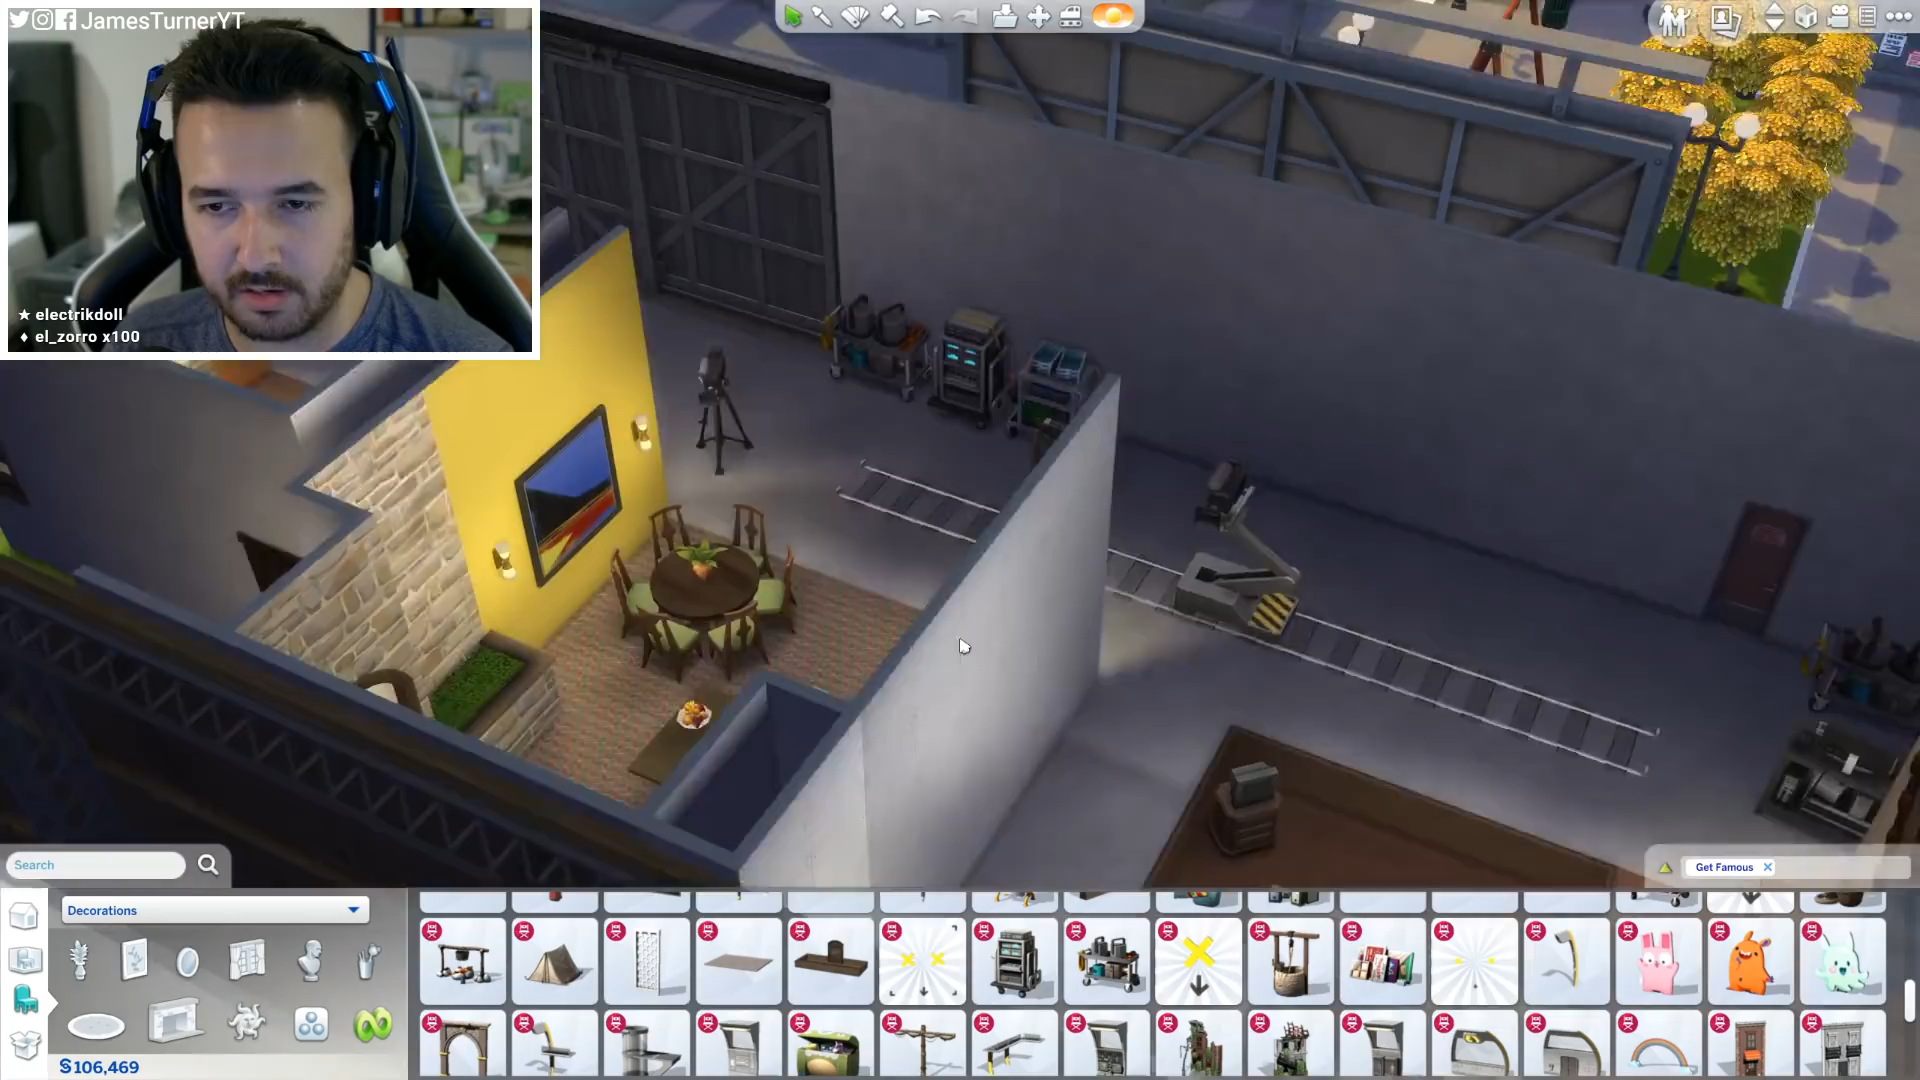 JamesTurnerYT
★ electrikdoll
♦ el_zorro x100
Search
Get Famous
Decorations
§106,469